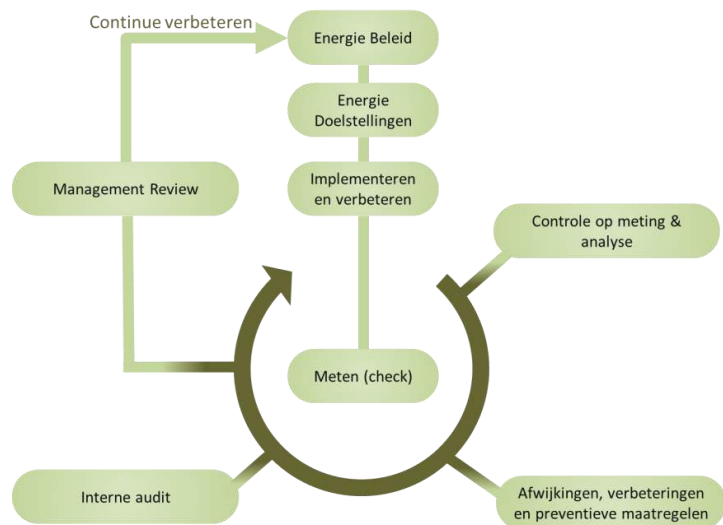 Continue verbeteren
Energie Beleid
Energie
Doelstellingen
Management Review
Implementeren
en verbeteren
Controle op meting &
analyse
Meten (check)
Interne audit
Afwijkingen, verbeteringen
en preventieve maatregelen